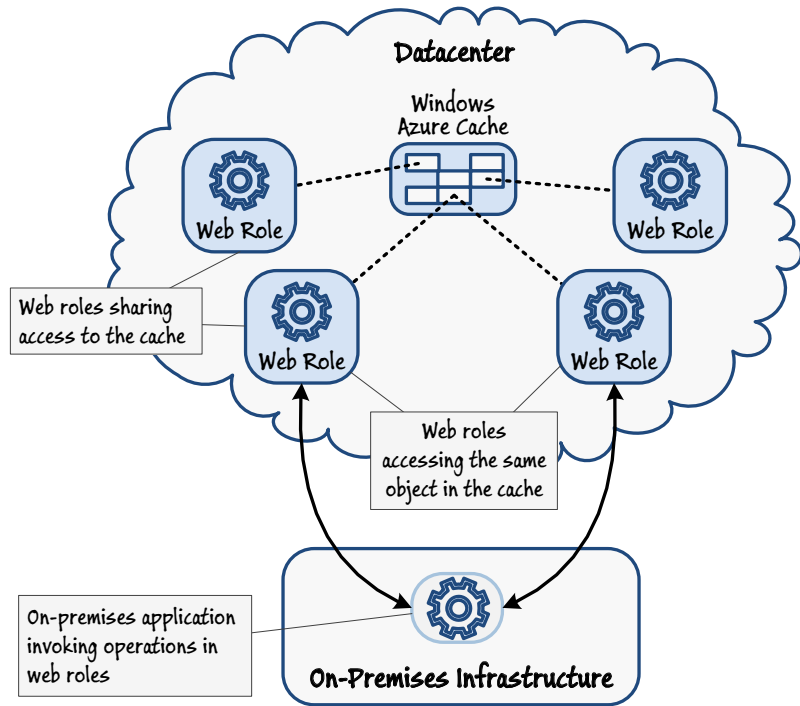 Datacenter
Windows
Azure Cache
Web Role
Web Role
Web roles sharing
access to the cache
Web Role
Web Role
Web roles
accessing the same
object in the cache
On-premises application
invoking operations in
web roles
On-Premises Infrastructure